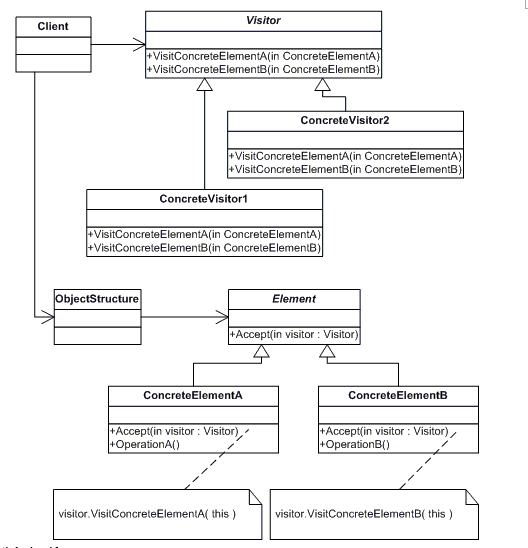 Client
Visitor
+VisitConcreteElementA(in ConcreteElementA)
+VisitConcreteElementB(in ConcreteElementB)
ConcreteVisitor2
+VisitConcreteElementA(in ConcreteElementA)
+VisitConcreteElementB(in ConcreteElementB)
ConcreteVisitor1
+VisitConcreteElementA(in ConcreteElementA)
+VisitConcreteElementB(in ConcreteElementB)
ObjectStructure
Element
+Accept(in visitor : Visitor)
ConcreteElementA
+Accept(in visitor : Visitor)
+OperationA()
ConcreteElementB
+Accept(in visitor : Visitor)
+OperationB()
visitor.VisitConcreteElementA( this )
visitor.VisitConcreteElementB( this )